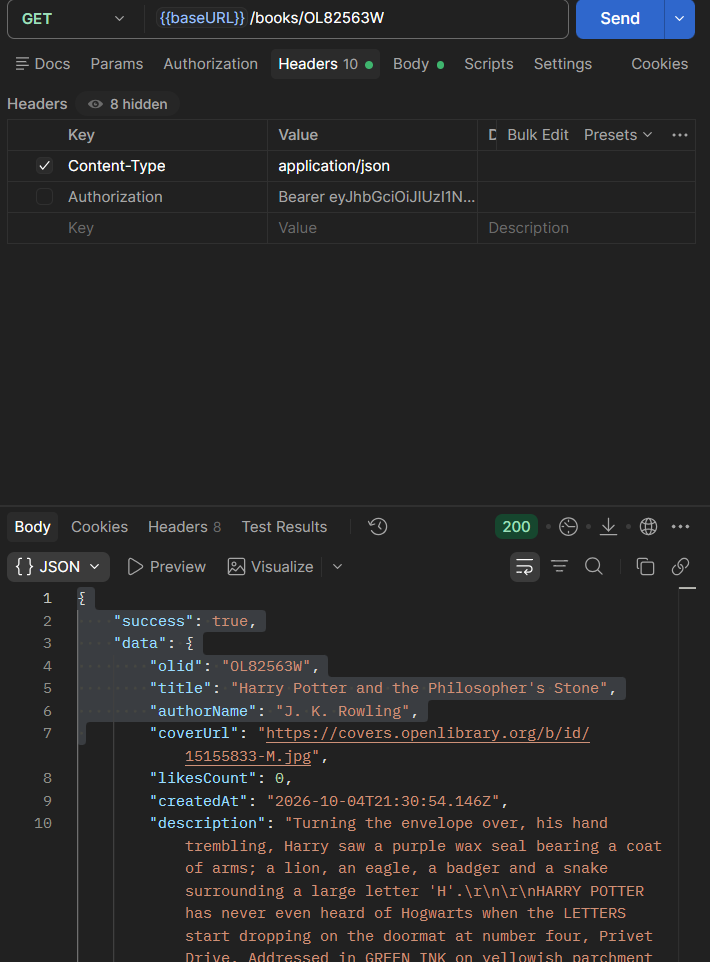 GET {{baseURL}} /books/OL82563W Send
Docs Params Authorization Headers 10 Body Scripts Settings Cookies
Headers 8 hidden
Key Value D Bulk Edit Presets
Content-Type application/json
Authorization Bearer eyJhbGciOiJIUzI1N...
Key Value Description
Body Cookies Headers 8 Test Results 200
{} JSON Preview Visualize
1 {
2 "success": true,
3 "data": {
4 "olid": "OL82563W",
5 "title": "Harry Potter and the Philosopher's Stone",
6 "authorName": "J. K. Rowling",
7 "coverUrl": "https://covers.openlibrary.org/b/id/
15155833-M.jpg",
8 "likesCount": 0,
9 "createdAt": "2026-10-04T21:30:54.146Z",
10 "description": "Turning the envelope over, his hand
trembling, Harry saw a purple wax seal bearing a coat
of arms; a lion, an eagle, a badger and a snake
surrounding a large letter 'H'.\r\n\r\nHARRY POTTER
has never even heard of Hogwarts when the LETTERS
start dropping on the doormat at number four, Privet
Drive. Addressed in GREEN INK on yellowish parchment